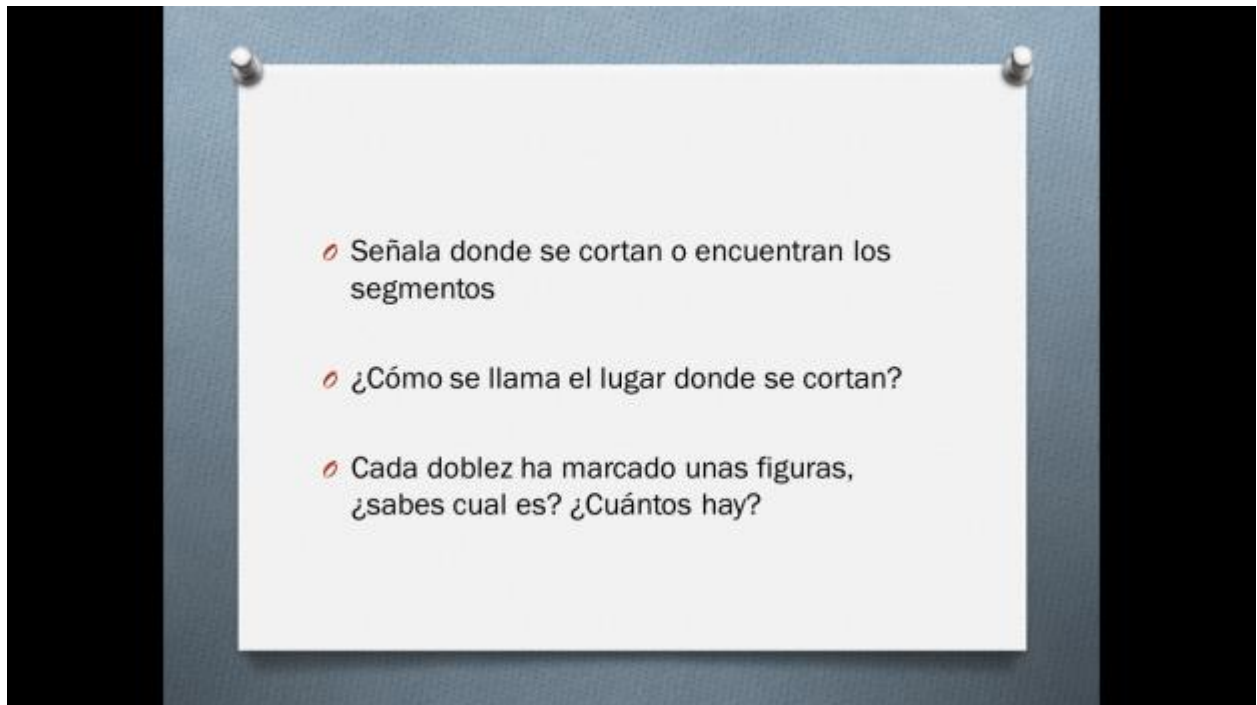 Señala donde se cortan o encuentran los
segmentos
¿Cómo se llama el lugar donde se cortan?
Cada doblez ha marcado unas figuras,
¿sabes cual es? ¿Cuántos hay?